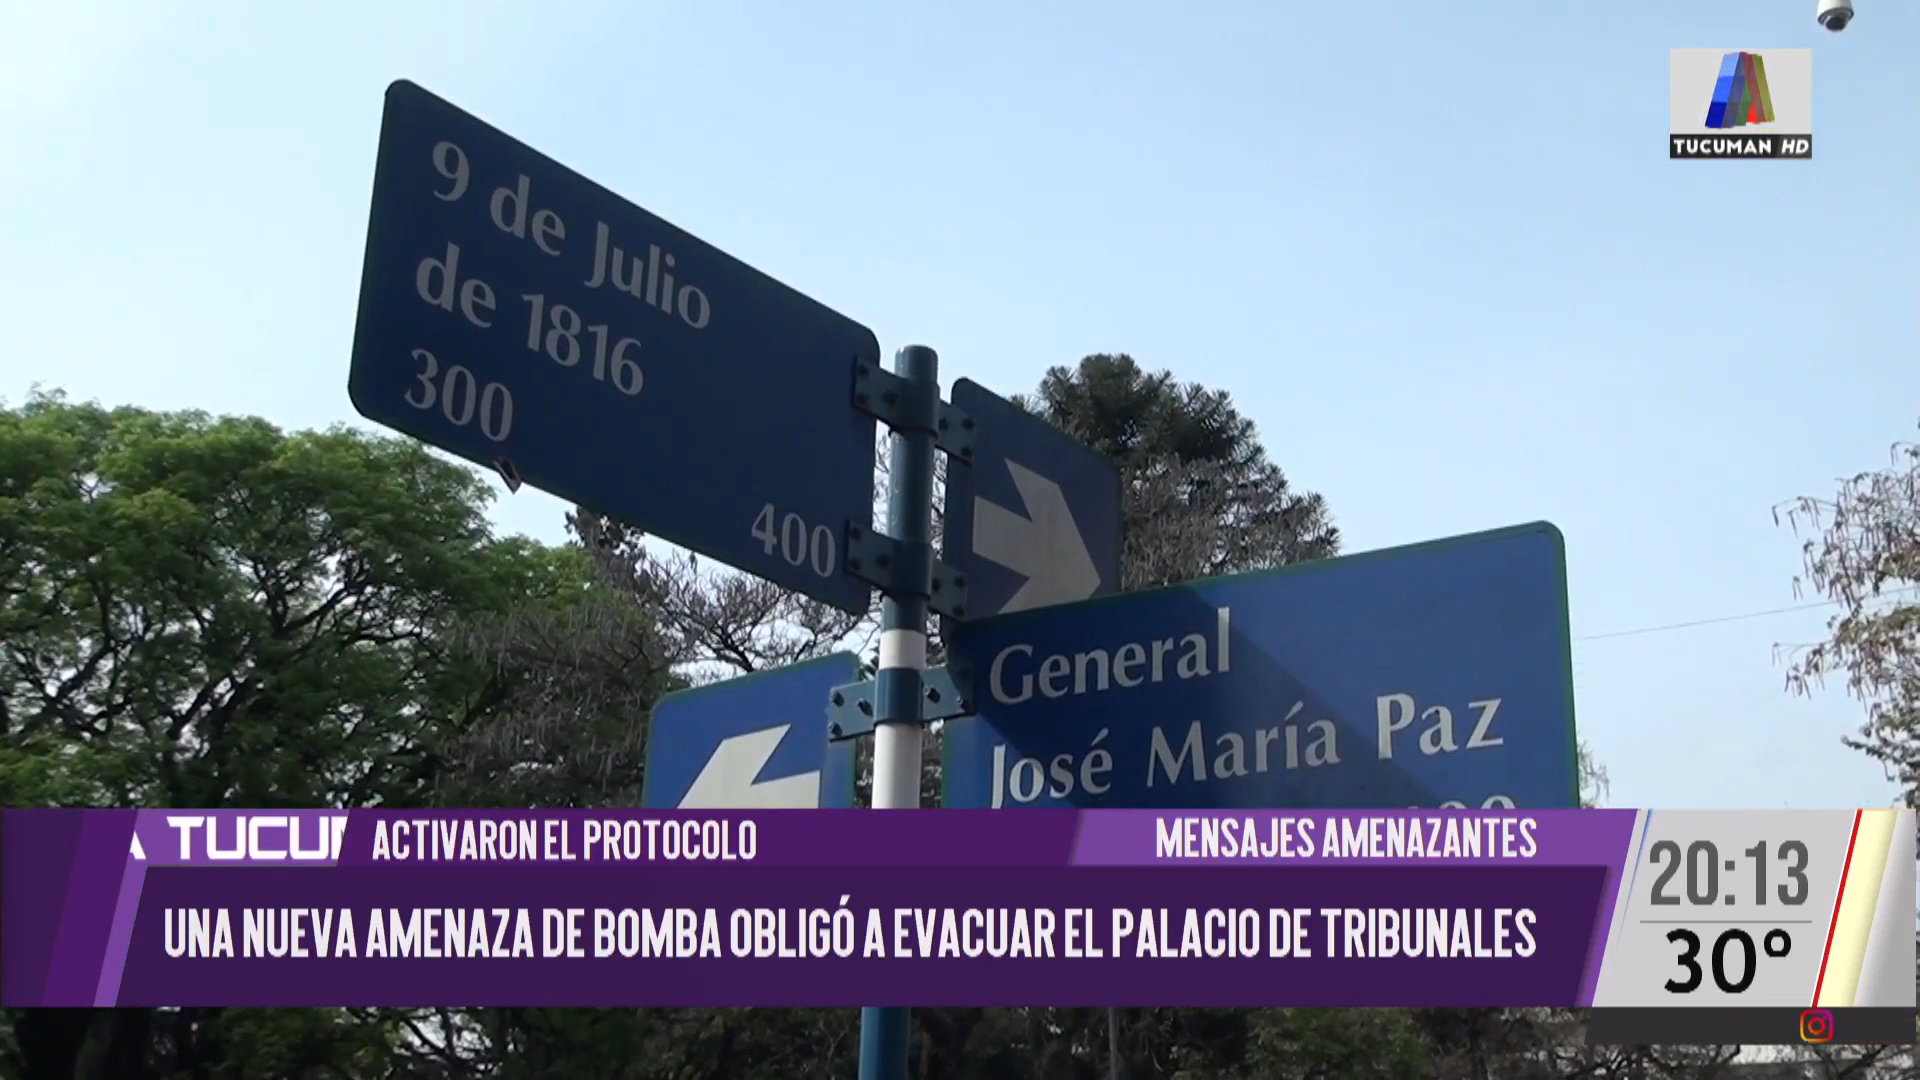 TUCUMAN HD
9 de Julio
de 1816
300
400
General
José María Paz
ACTIVARON EL PROTOCOLO
MENSAJES AMENAZANTES
UNA NUEVA AMENAZA DE BOMBA OBLIGÓ A EVACUAR EL PALACIO DE TRIBUNALES
20:13
30°